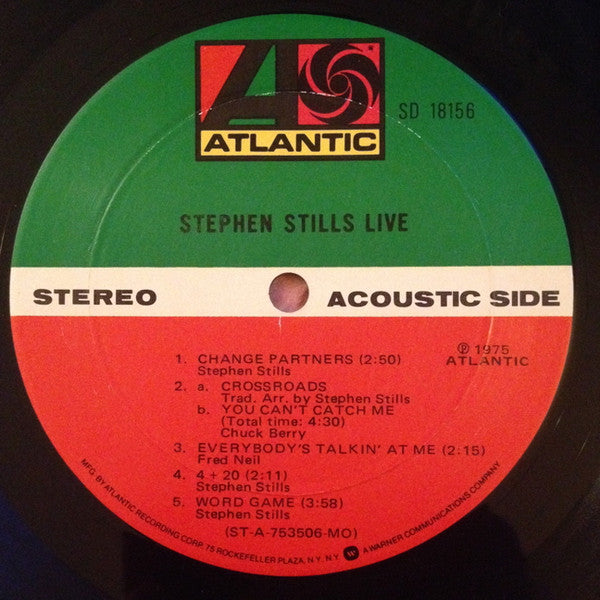 ATLANTIC
SD 18156
STEPHEN STILLS LIVE
STEREO
ACOUSTIC SIDE
℗ 1975
ATLANTIC
1. CHANGE PARTNERS (2:50)
Stephen Stills
2. a. CROSSROADS
Trad. Arr. by Stephen Stills
b. YOU CAN'T CATCH ME
(Total time: 4:30)
Chuck Berry
3. EVERYBODY'S TALKIN' AT ME (2:15)
Fred Neil
4. 4 + 20 (2:11)
Stephen Stills
5. WORD GAME (3:58)
Stephen Stills
(ST-A-753506-MO)
MFG. BY ATLANTIC RECORDING CORP. 75 ROCKEFELLER PLAZA, N.Y. N.Y. W A WARNER COMMUNICATIONS COMPANY